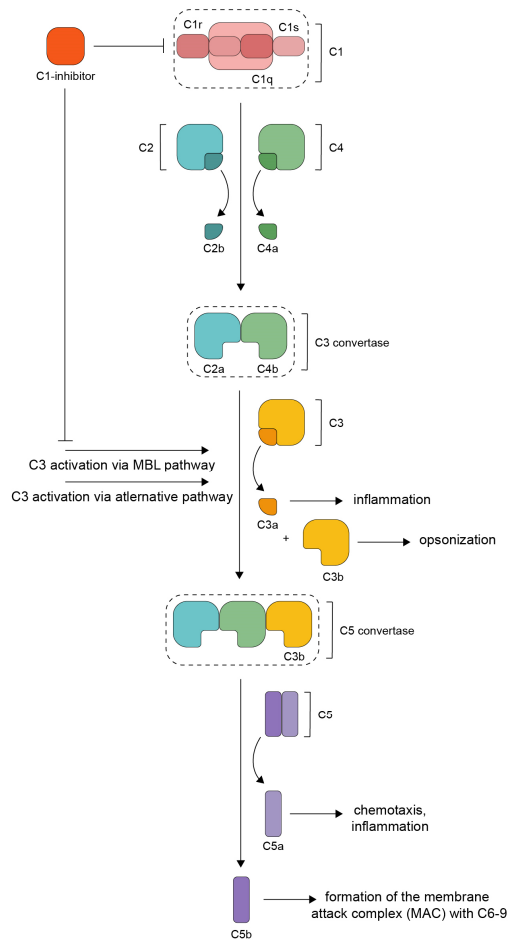 C1r
C1s
C1
C1q
C1-inhibitor
C2
C4
C2b
C4a
C3 convertase
C2a
C4b
C3
C3 activation via MBL pathway
C3 activation via atlernative pathway
inflammation
C3a
+
opsonization
C3b
C5 convertase
C3b
C5
chemotaxis,
inflammation
C5a
formation of the membrane
attack complex (MAC) with C6-9
C5b